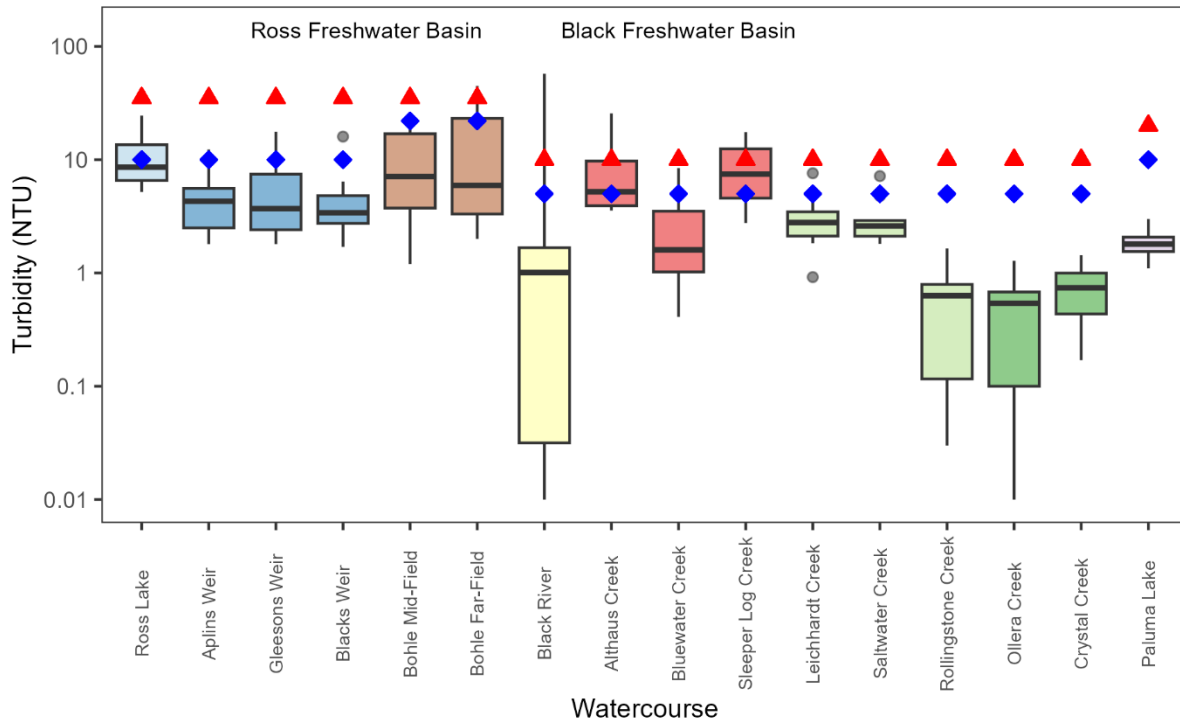 Ross Freshwater Basin
Black Freshwater Basin
Turbidity (NTU)
100
10
1
0.1
0.01
Ross Lake
Aplins Weir
Gleesons Weir
Blacks Weir
Bohle Mid-Field
Bohle Far-Field
Black River
Althaus Creek
Bluewater Creek
Sleeper Log Creek
Leichhardt Creek
Saltwater Creek
Rollingstone Creek
Ollera Creek
Crystal Creek
Paluma Lake
Watercourse